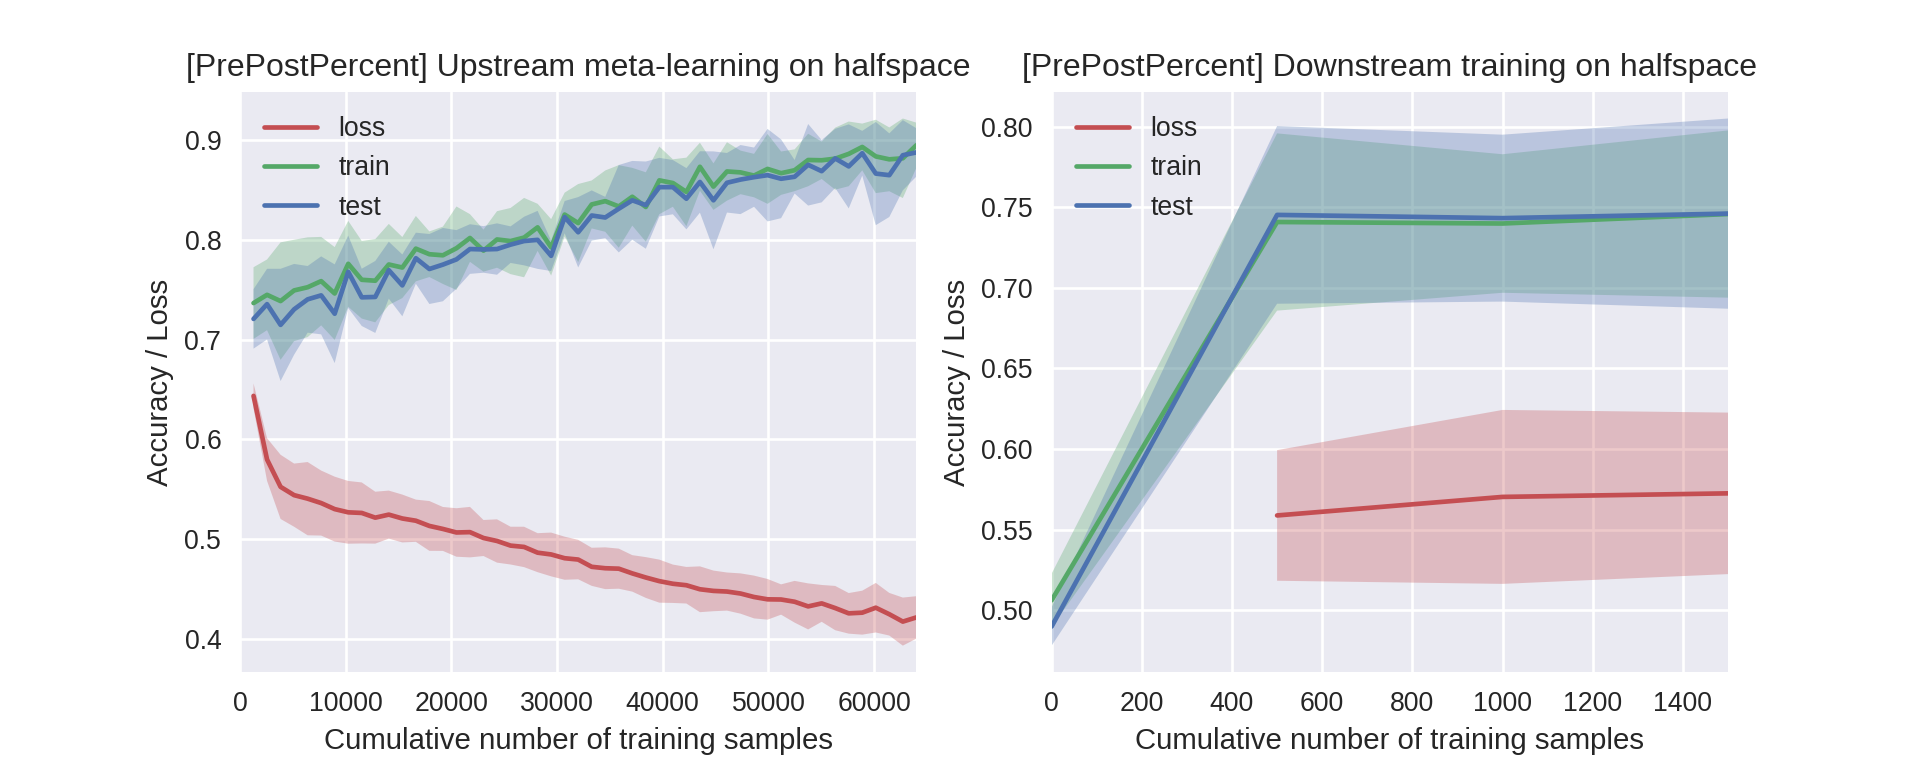 [PrePostPercent] Upstream meta-learning on halfspace
loss
train
test
0.9
0.8
0.7
0.6
0.5
0.4
Accuracy / Loss
0 10000 20000 30000 40000 50000 60000
Cumulative number of training samples
[PrePostPercent] Downstream training on halfspace
loss
train
test
0.80
0.75
0.70
0.65
0.60
0.55
0.50
Accuracy / Loss
0 200 400 600 800 1000 1200 1400
Cumulative number of training samples